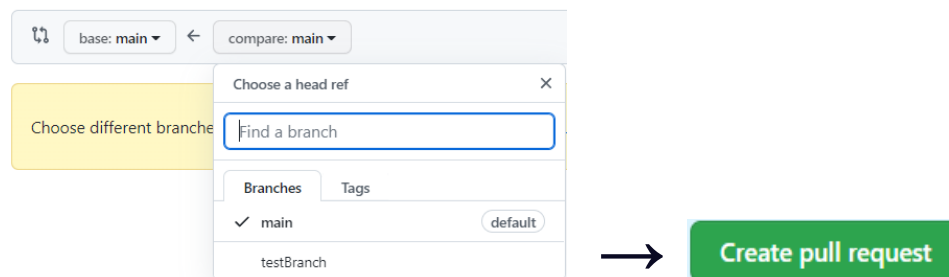 base: main ← compare: main
Choose a head ref
Choose different branche
Find a branch
Branches Tags
main default
testBranch
Create pull request